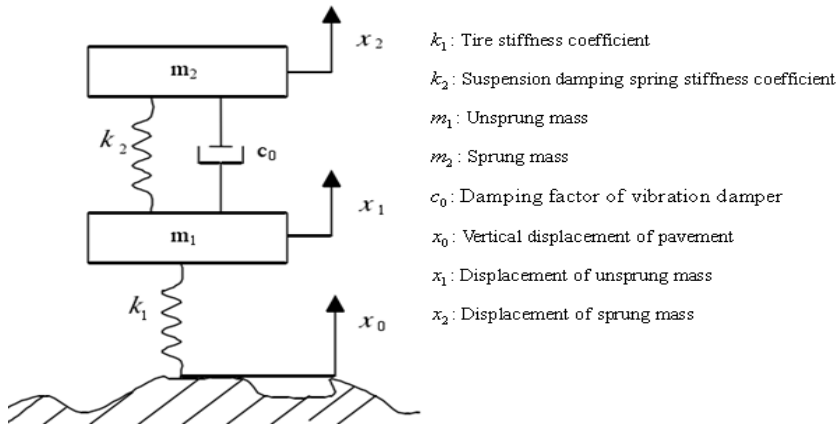 x₂
m₂
k₂
c₀
x₁
m₁
k₁
x₀
k₁: Tire stiffness coefficient
k₂: Suspension damping spring stiffness coefficient
m₁: Unsprung mass
m₂: Sprung mass
c₀: Damping factor of vibration damper
x₀: Vertical displacement of pavement
x₁: Displacement of unsprung mass
x₂: Displacement of sprung mass